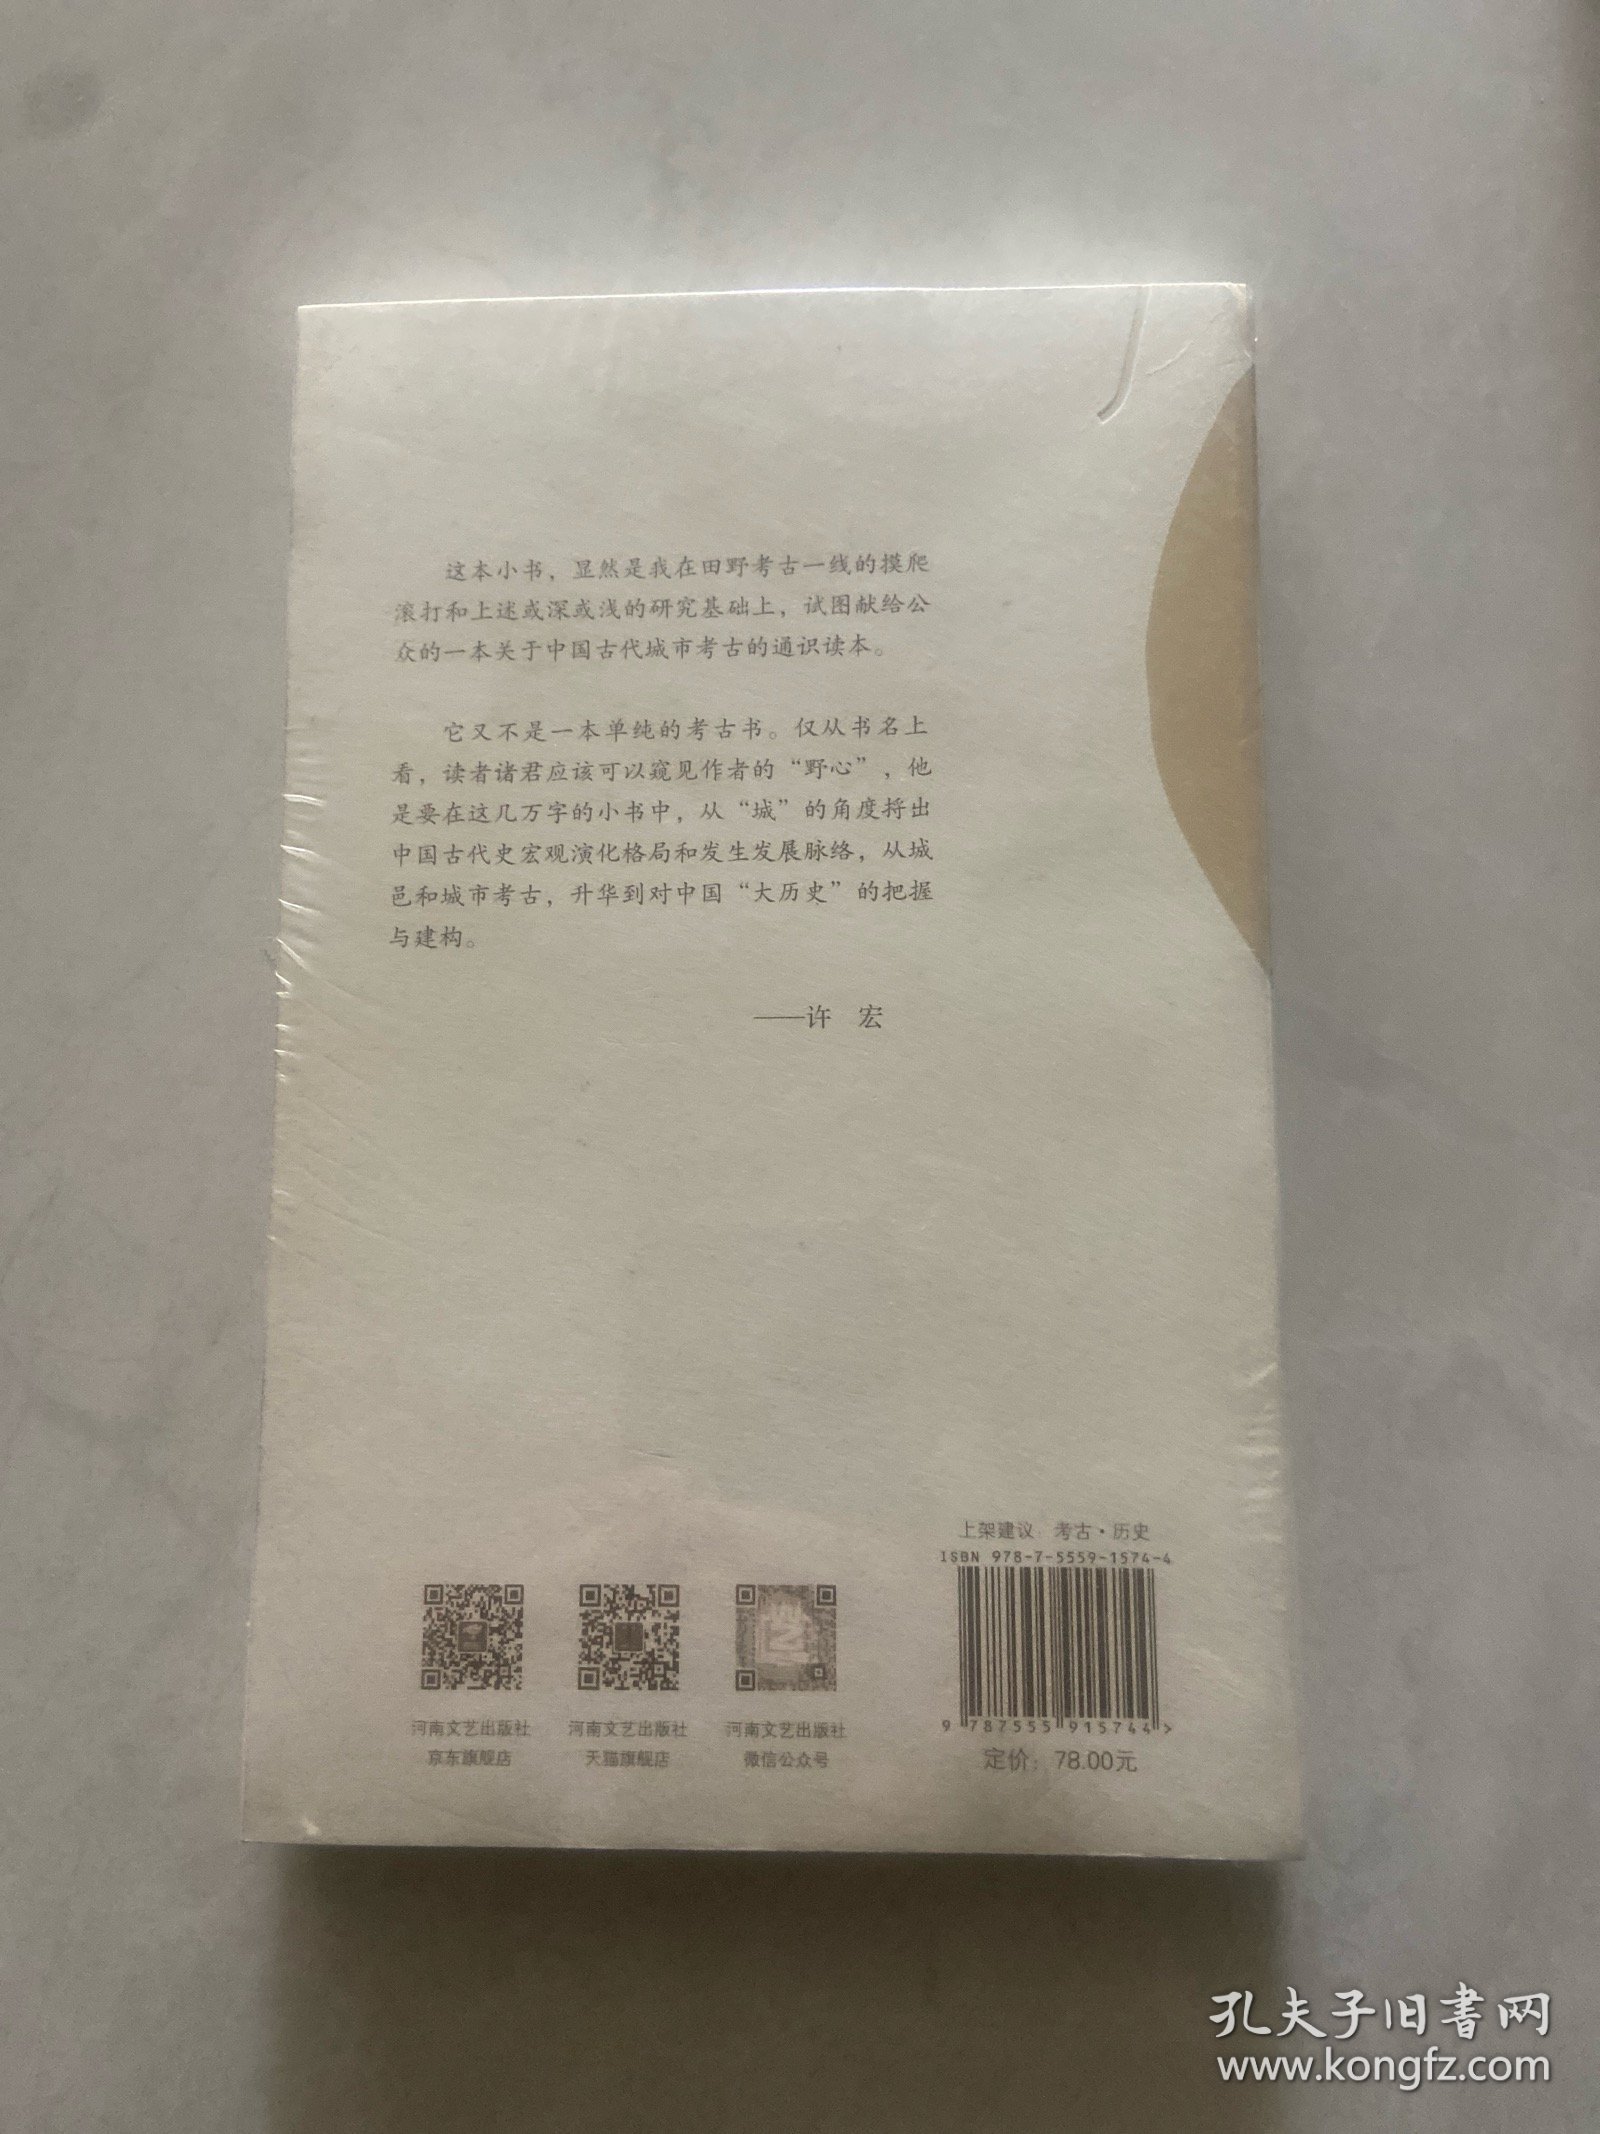 这本小书，显然是我在田野考古一线的摸爬
滚打和上述或深或浅的研究基础上，试图献给公
众的一本关于中国古代城市考古的通识读本。
它又不是一本单纯的考古书。仅从书名上
看，读者诸君应该可以窥见作者的“野心”，他
是要在这几万字的小书中，从“城”的角度捋出
中国古代史宏观演化格局和发生发展脉络，从城
邑和城市考古，升华到对中国“大历史”的把握
与建构。
——许 宏
上架建议 考古·历史
ISBN 978-7-5559-1574-4
9 787555 915744 >
定价：78.00元
河南文艺出版社
京东旗舰店
河南文艺出版社
天猫旗舰店
河南文艺出版社
微信公众号
孔夫子旧書网
www.kongfz.com